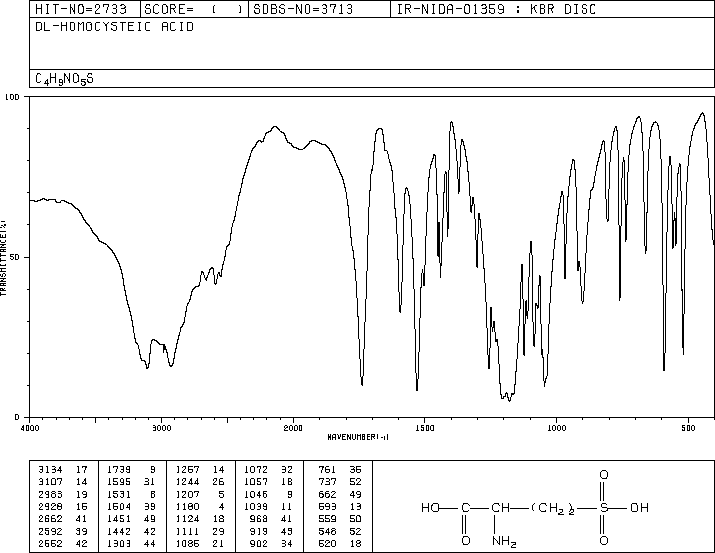 HIT-NO=2733 SCORE= ( ) SDBS-NO=3713 IR-NIDA-01359 : KBR DISC
DL-HOMOCYSTEIC ACID
C4H9NO5S
100
50
0
TRANSMITTANCE(%)
4000 3000 2000 1500 1000 500
WAVENUMBER(-1)
3134 17 1739 9 1257 14 1072 32 761 35
3107 14 1595 31 1244 26 1057 18 737 52
2983 19 1531 8 1207 5 1046 9 662 49
2928 15 1504 39 1180 4 1039 11 593 13
2662 41 1451 49 1124 18 968 41 559 50
2592 39 1442 42 1111 29 919 43 548 52
2552 42 1303 44 1085 21 902 34 520 18
HO C CH (CH2)2 S OH
O NH2 O O